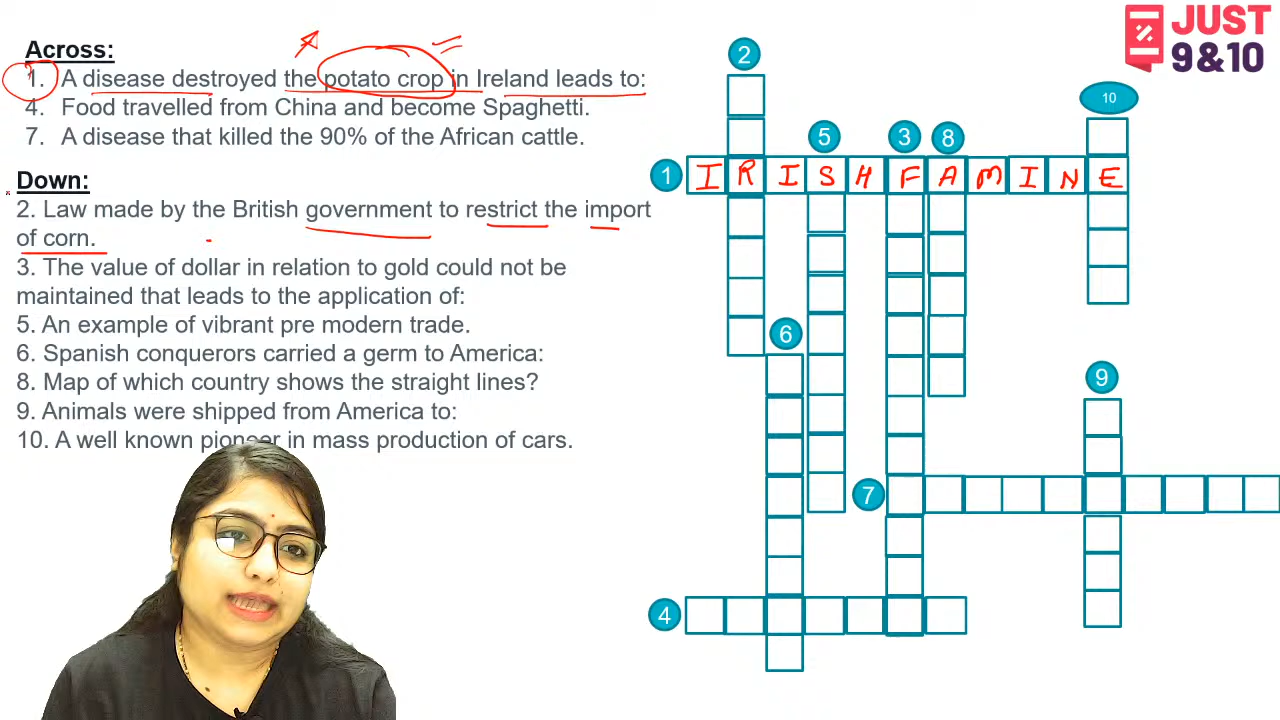 Across:
1. A disease destroyed the potato crop in Ireland leads to:
4. Food travelled from China and become Spaghetti.
7. A disease that killed the 90% of the African cattle.
Down:
2. Law made by the British government to restrict the import
of corn.
3. The value of dollar in relation to gold could not be
maintained that leads to the application of:
5. An example of vibrant pre modern trade.
6. Spanish conquerors carried a germ to America:
8. Map of which country shows the straight lines?
9. Animals were shipped from America to:
10. A well known pioneer in mass production of cars.
JUST
9&10
2
10
5 3 8
1 I R I S H F A M I N E
6
9
7
4